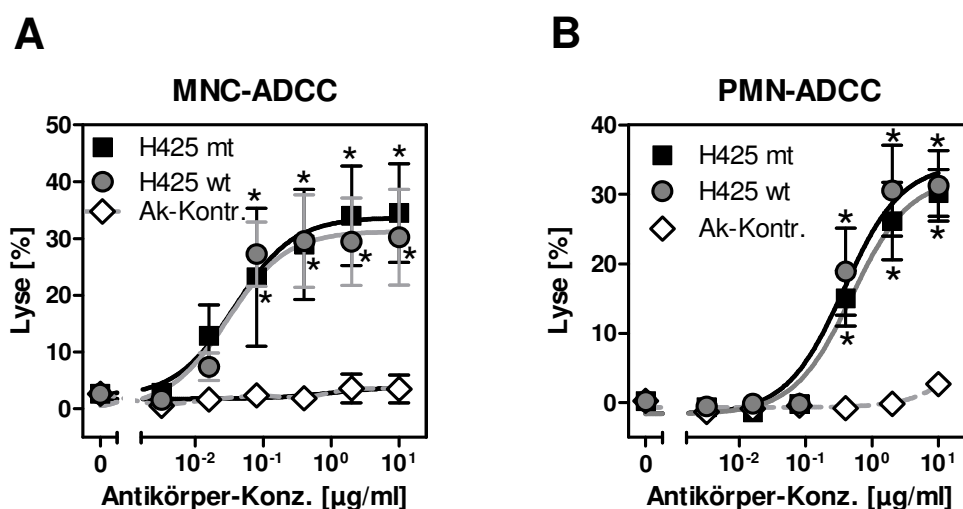 A
MNC-ADCC
50
40
30
20
10
0
Lyse [%]
H425 mt
H425 wt
Ak-Kontr.
* * * *
* * * *
0 10⁻² 10⁻¹ 10⁰ 10¹
Antikörper-Konz. [µg/ml]
B
PMN-ADCC
40
30
20
10
0
Lyse [%]
H425 mt
H425 wt
Ak-Kontr.
* * *
* * *
0 10⁻² 10⁻¹ 10⁰ 10¹
Antikörper-Konz. [µg/ml]